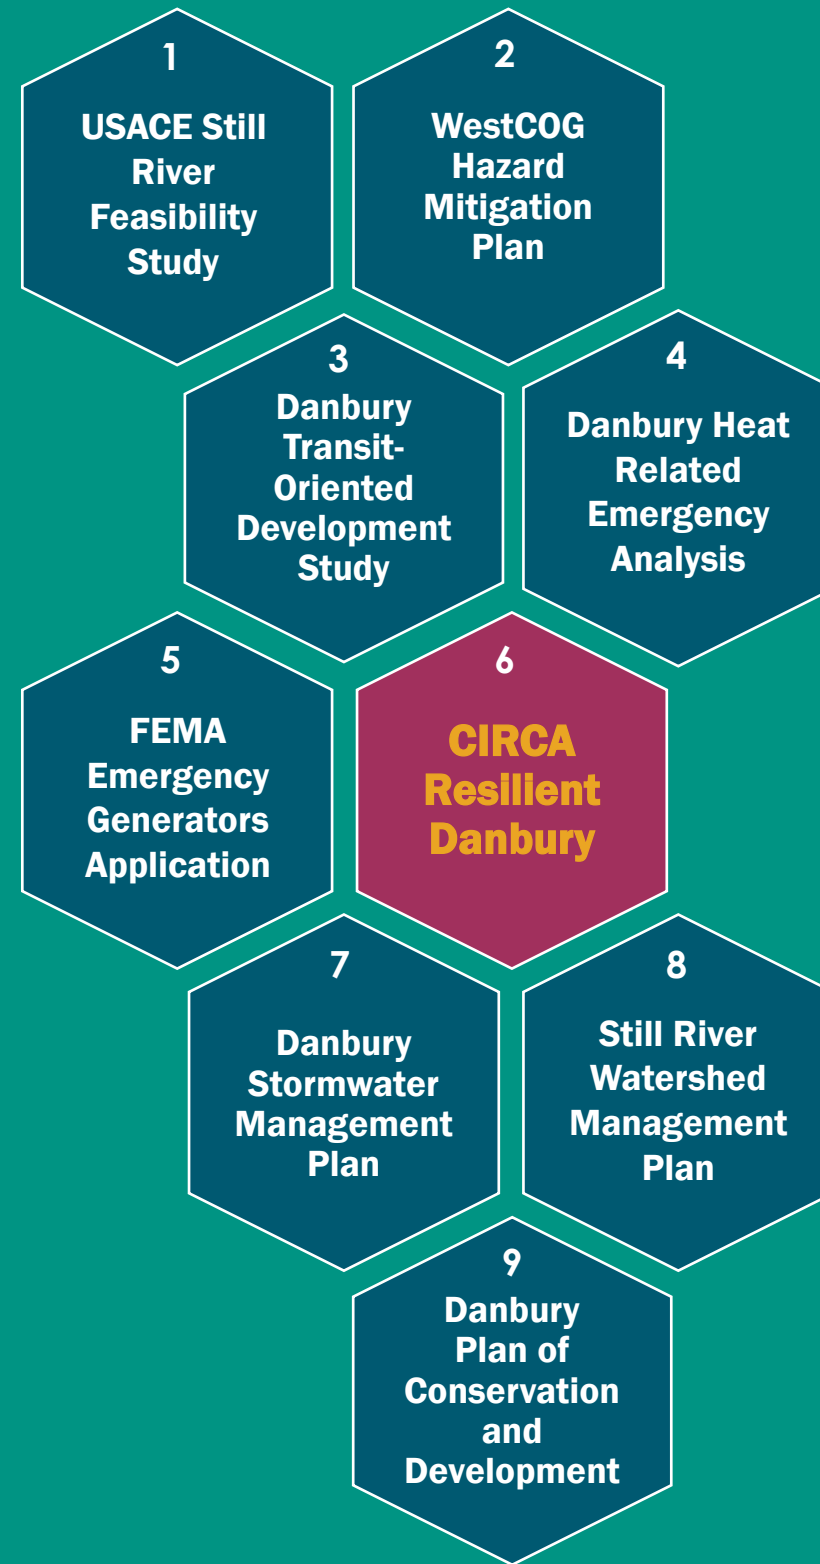 1
USACE Still
River
Feasibility
Study
2
WestCOG
Hazard
Mitigation
Plan
3
Danbury
Transit-
Oriented
Development
Study
4
Danbury Heat
Related
Emergency
Analysis
5
FEMA
Emergency
Generators
Application
6
CIRCA
Resilient
Danbury
7
Danbury
Stormwater
Management
Plan
8
Still River
Watershed
Management
Plan
9
Danbury
Plan of
Conservation
and
Development